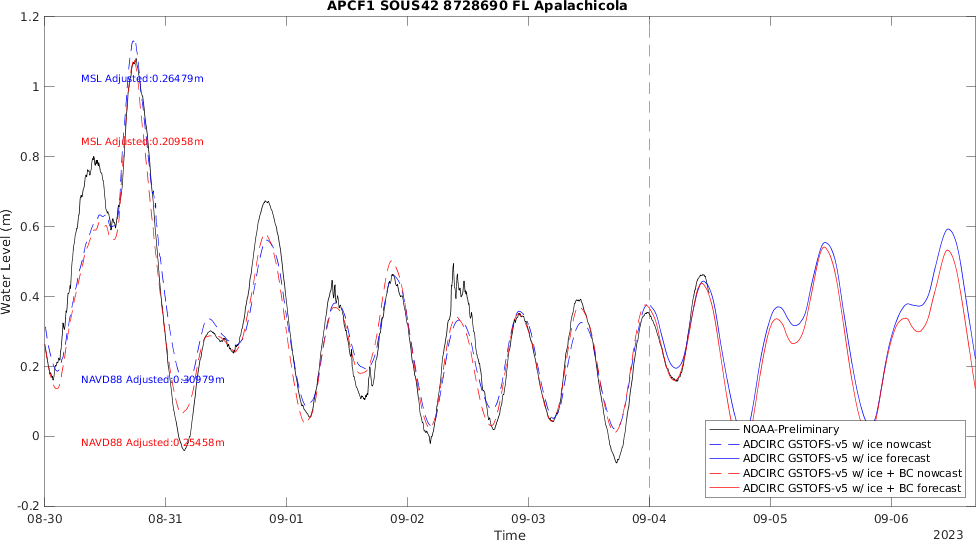 APCF1 SOUS42 8728690 FL Apalachicola
1.2
1
0.8
0.6
0.4
0.2
0
-0.2
Water Level (m)
MSL Adjusted:0.26479m
MSL Adjusted:0.20958m
NAVD88 Adjusted:0.30979m
NAVD88 Adjusted:0.25458m
NOAA-Preliminary
ADCIRC GSTOFS-v5 w/ ice nowcast
ADCIRC GSTOFS-v5 w/ ice forecast
ADCIRC GSTOFS-v5 w/ ice + BC nowcast
ADCIRC GSTOFS-v5 w/ ice + BC forecast
08-30 08-31 09-01 09-02 09-03 09-04 09-05 09-06
Time
2023